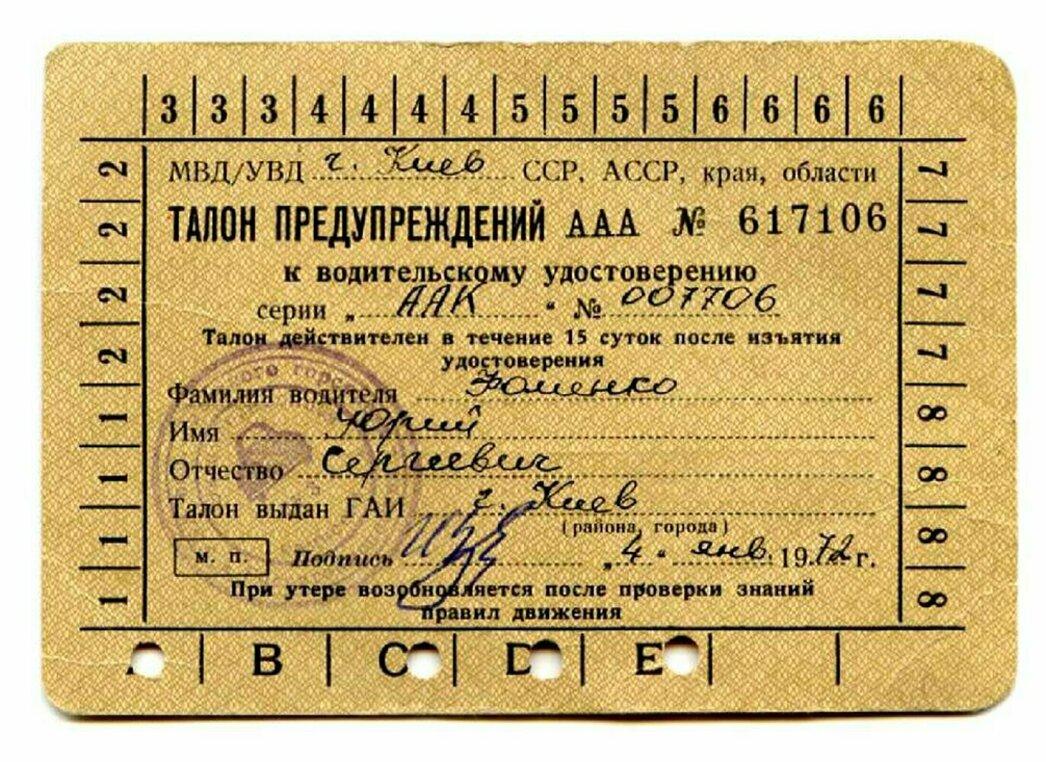 3 3 3 4 4 4 4 5 5 5 5 6 6 6 6
2 2 2 2 1 1 1 1
7 7 7 7 8 8 8 8
МВД/УВД г. Киев ССР, АССР, края, области
ТАЛОН ПРЕДУПРЕЖДЕНИЙ ААА № 617106
к водительскому удостоверению
серии „ ААК " № 007706
Талон действителен в течение 15 суток после изъятия
удостоверения
Фамилия водителя Фоменко
Имя Юрий
Отчество Сергиевич
Талон выдан ГАИ г. Киев
(района, города)
м. п. Подпись „4" янв. 1972 г.
При утере возобновляется после проверки знаний
правил движения
B C D E